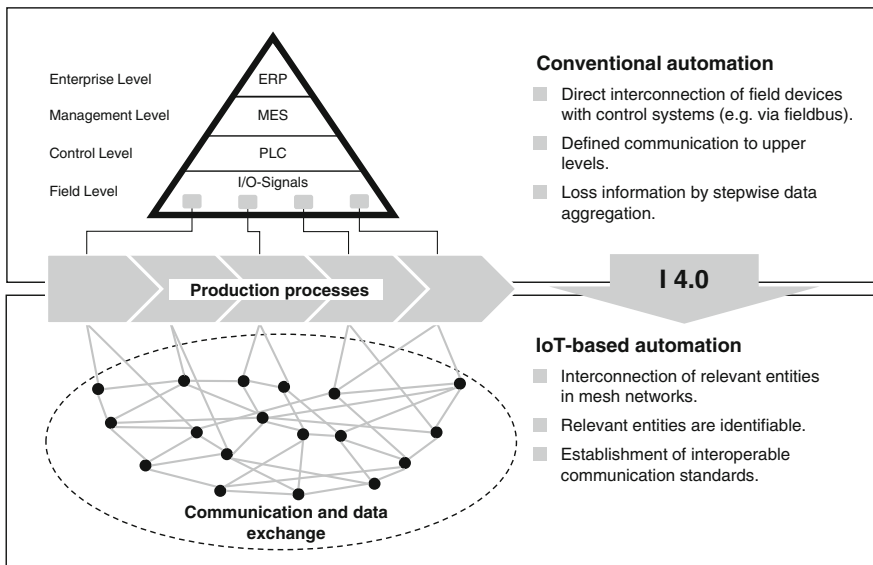 Enterprise Level
ERP
Management Level
MES
Control Level
PLC
Field Level
I/O-Signals
Conventional automation
Direct interconnection of field devices
with control systems (e.g. via fieldbus).
Defined communication to upper
levels.
Loss information by stepwise data
aggregation.
Production processes
I 4.0
IoT-based automation
Interconnection of relevant entities
in mesh networks.
Relevant entities are identifiable.
Establishment of interoperable
communication standards.
Communication and data
exchange